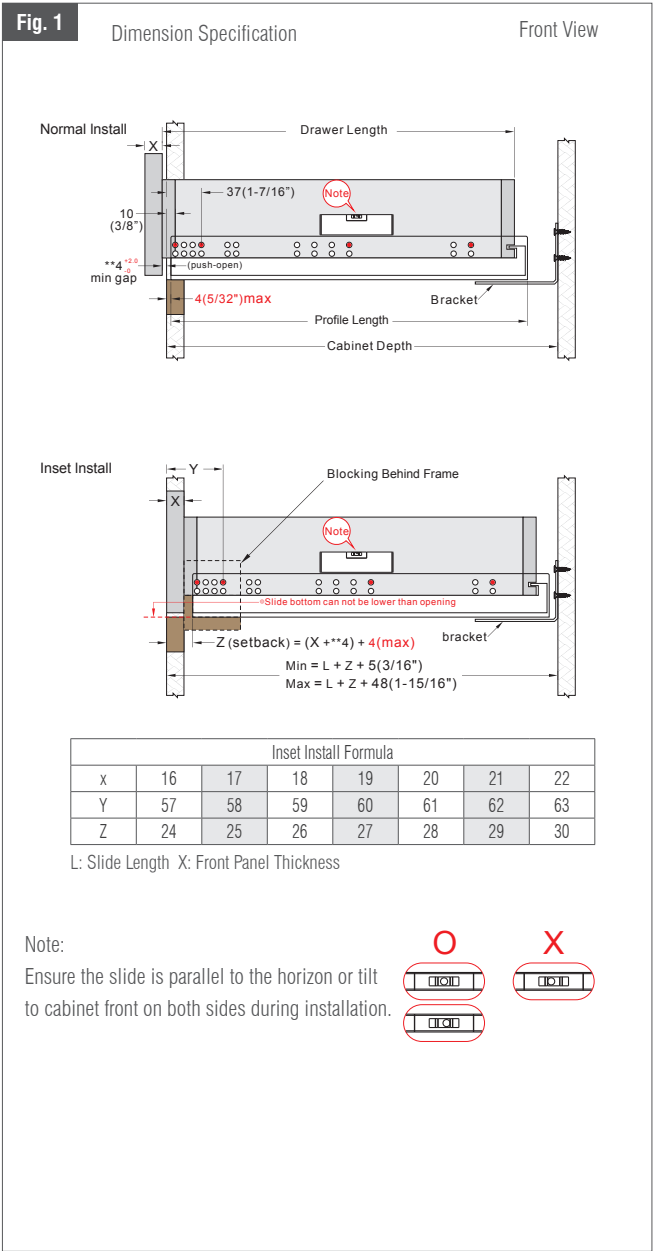 Fig. 1
Dimension Specification
Front View
Normal Install
X
Drawer Length
37(1-7/16")
Note
10
(3/8")
**4 +2.0 -0
min gap
(push-open)
4(5/32")max
Bracket
Profile Length
Cabinet Depth
Inset Install
Y
Blocking Behind Frame
X
Note
Slide bottom can not be lower than opening
Z (setback) = (X +**4) + 4(max)
bracket
Min = L + Z + 5(3/16")
Max = L + Z + 48(1-15/16")
Inset Install Formula
x 16 17 18 19 20 21 22
Y 57 58 59 60 61 62 63
Z 24 25 26 27 28 29 30
L: Slide Length X: Front Panel Thickness
Note:
O X
Ensure the slide is parallel to the horizon or tilt
to cabinet front on both sides during installation.